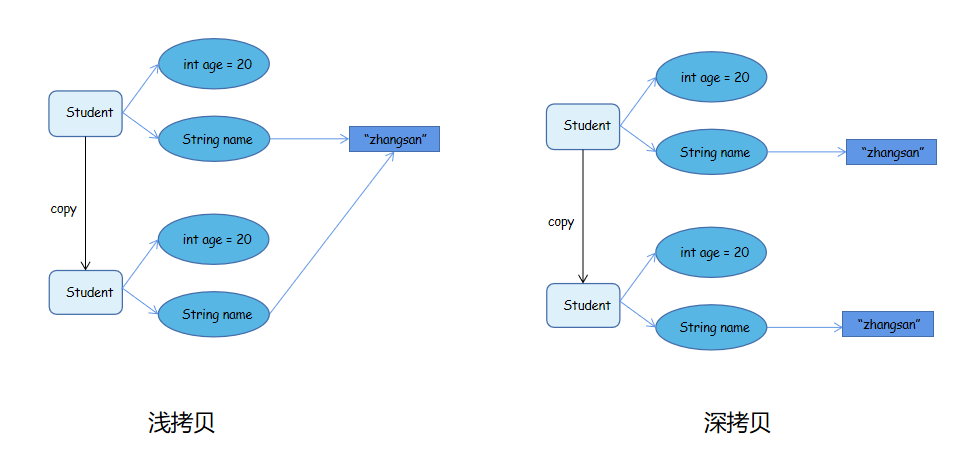 int age = 20
Student
String name
“zhangsan”
copy
int age = 20
Student
String name
浅拷贝
int age = 20
Student
String name
“zhangsan”
copy
int age = 20
Student
String name
“zhangsan”
深拷贝